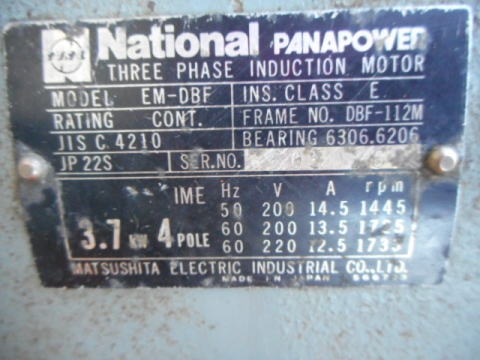 National PANAPOWER
THREE PHASE INDUCTION MOTOR
MODEL EM-DBF INS. CLASS E
RATING CONT. FRAME NO. DBF-112M
JIS C 4210 BEARING 6306.6206
JP 22S SER.NO.
IME Hz V A rpm
50 200 14.5 1445
60 200 13.5 1725
3.7 KW 4 POLE 60 220 12.5 1735
MATSUSHITA ELECTRIC INDUSTRIAL CO.,LTD.
MADE IN JAPAN